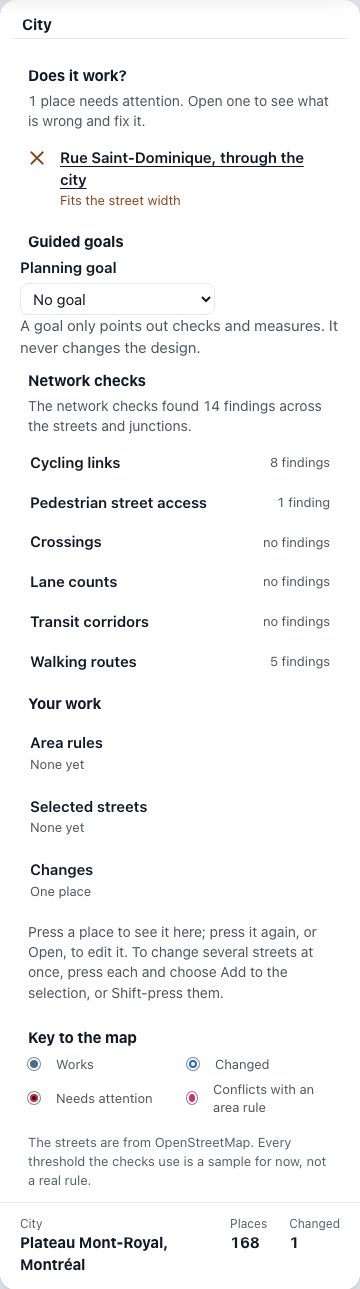 City
Does it work?
1 place needs attention. Open one to see what
is wrong and fix it.
Rue Saint-Dominique, through the
city
Fits the street width
Guided goals
Planning goal
No goal
A goal only points out checks and measures. It
never changes the design.
Network checks
The network checks found 14 findings across
the streets and junctions.
Cycling links 8 findings
Pedestrian street access 1 finding
Crossings no findings
Lane counts no findings
Transit corridors no findings
Walking routes 5 findings
Your work
Area rules
None yet
Selected streets
None yet
Changes
One place
Press a place to see it here; press it again, or
Open, to edit it. To change several streets at
once, press each and choose Add to the
selection, or Shift-press them.
Key to the map
Works Changed
Needs attention Conflicts with an
area rule
The streets are from OpenStreetMap. Every
threshold the checks use is a sample for now, not
a real rule.
City Places Changed
Plateau Mont-Royal, 168 1
Montréal